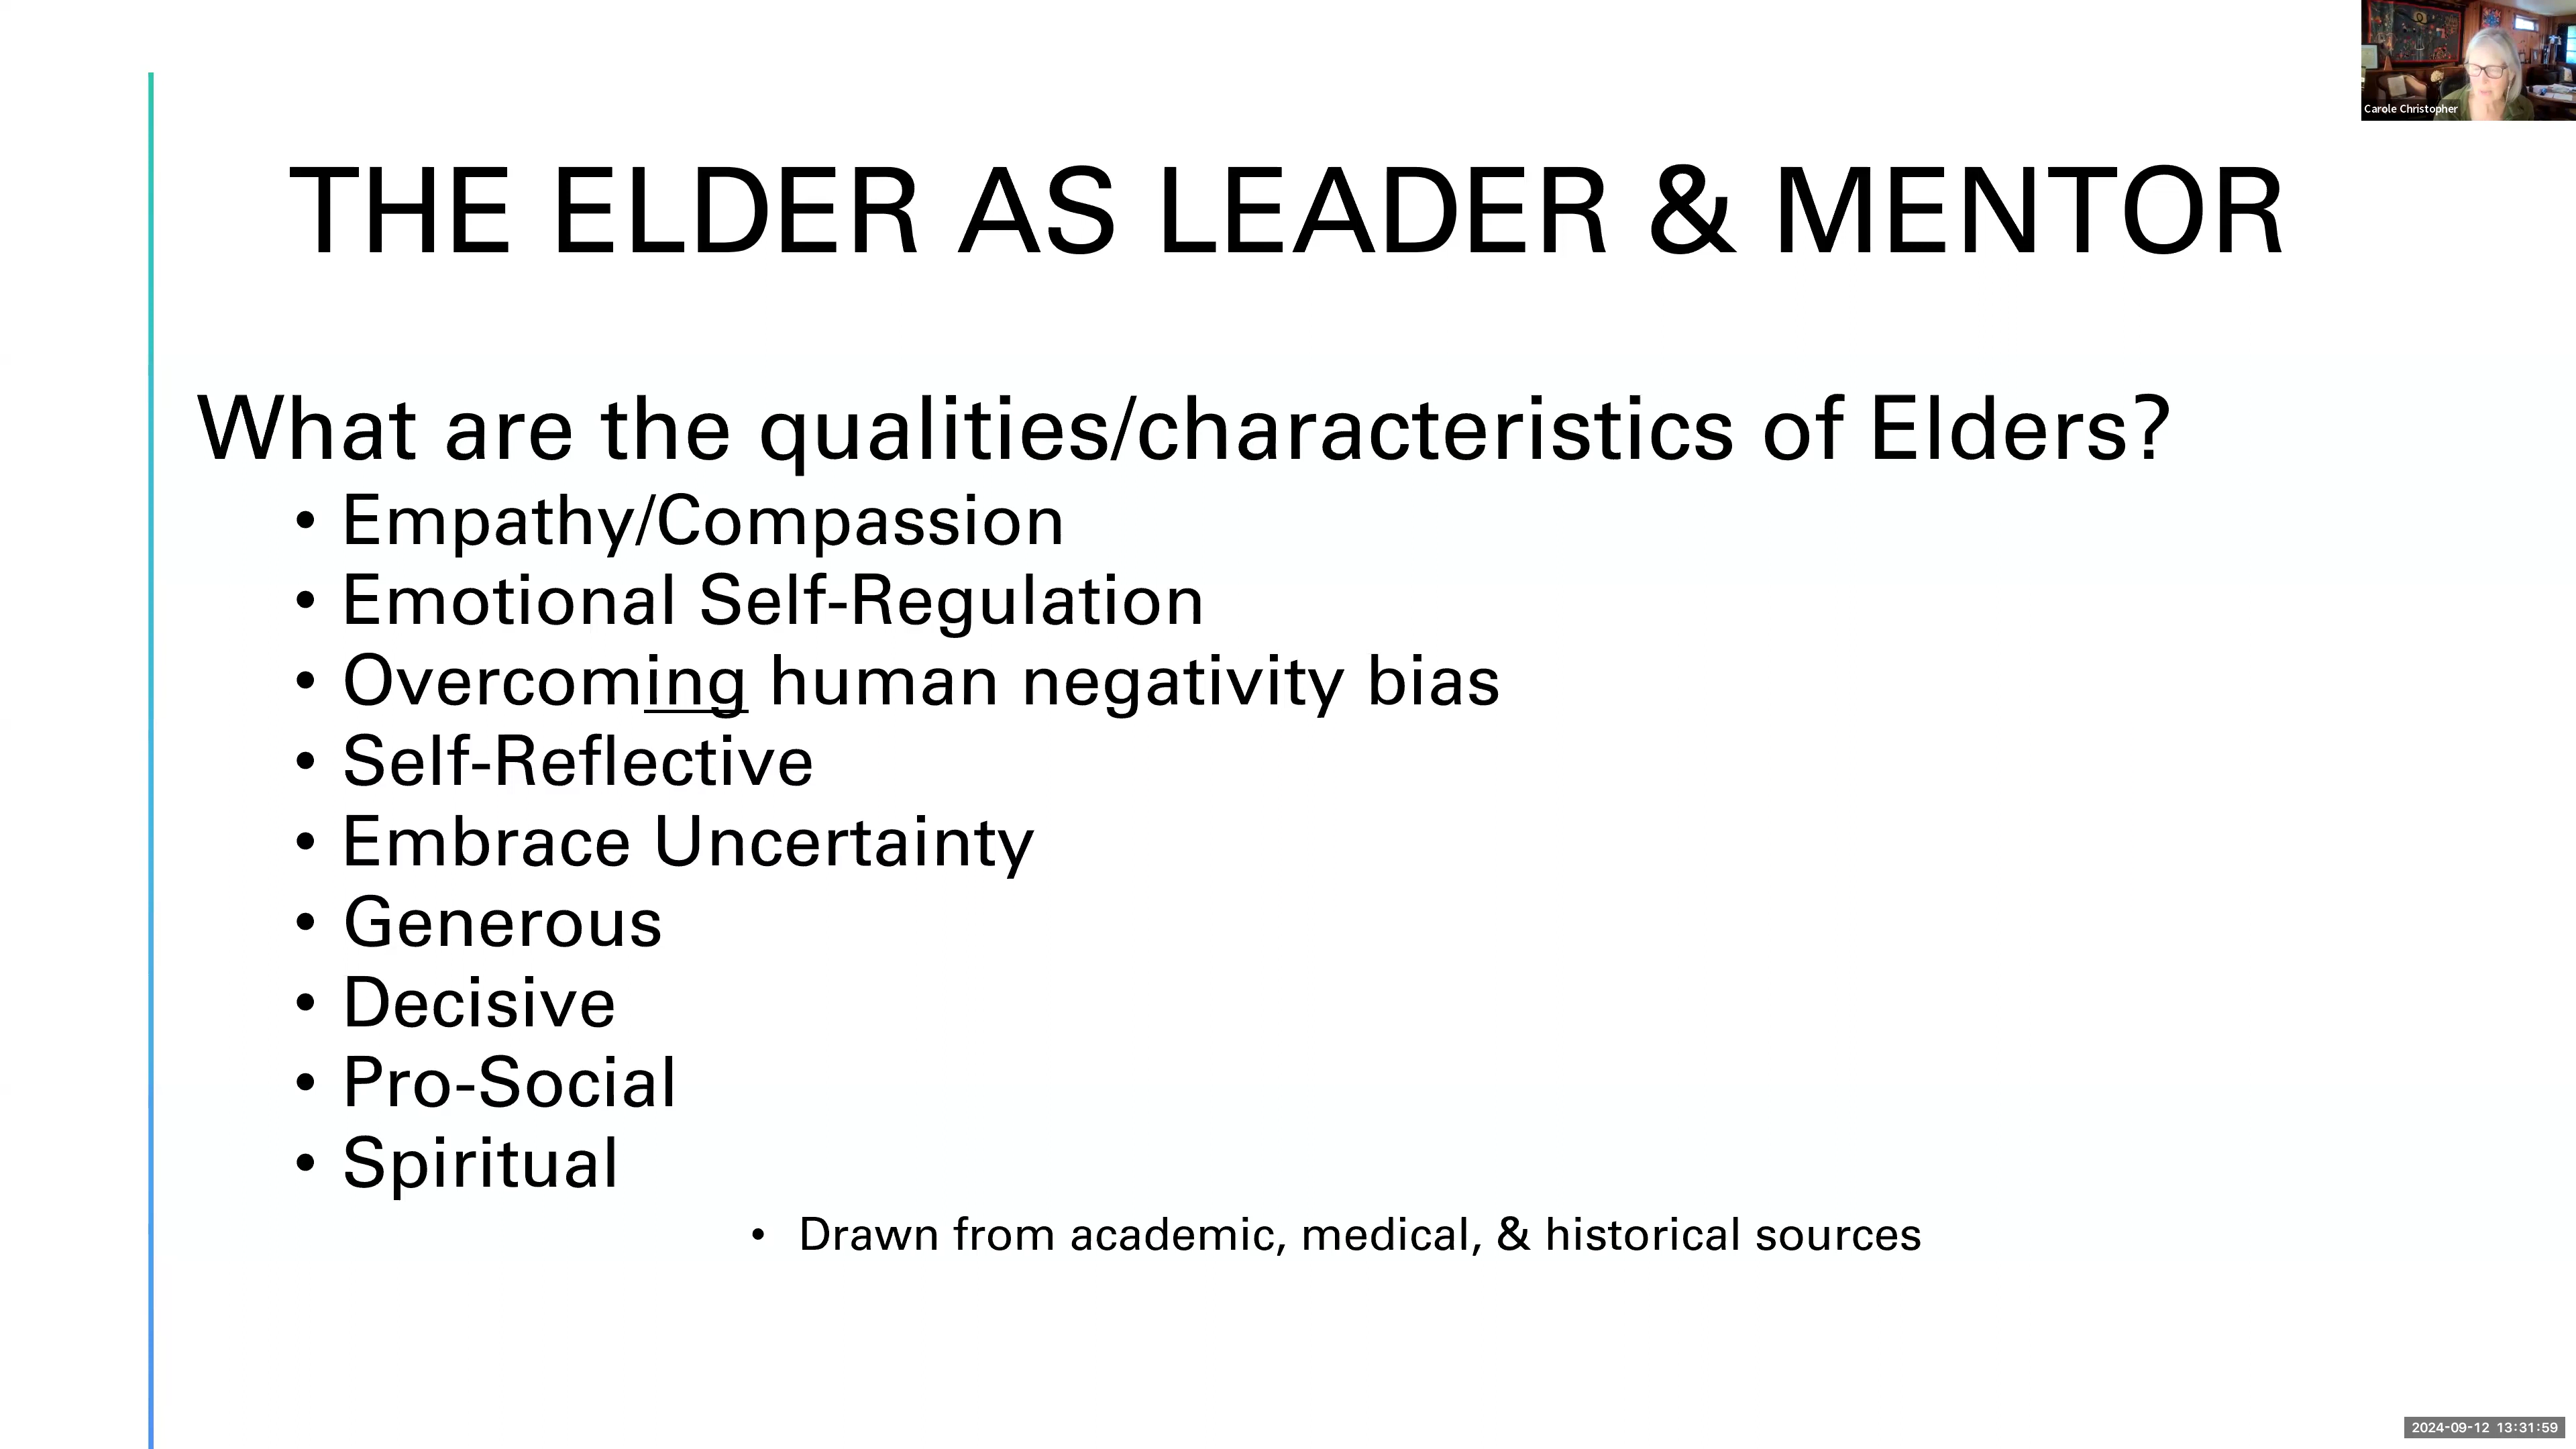 Carole Christopher
THE ELDER AS LEADER & MENTOR
What are the qualities/characteristics of Elders?
• Empathy/Compassion
• Emotional Self-Regulation
• Overcoming human negativity bias
• Self-Reflective
• Embrace Uncertainty
• Generous
• Decisive
• Pro-Social
• Spiritual
• Drawn from academic, medical, & historical sources
2024-09-12 13:31:59